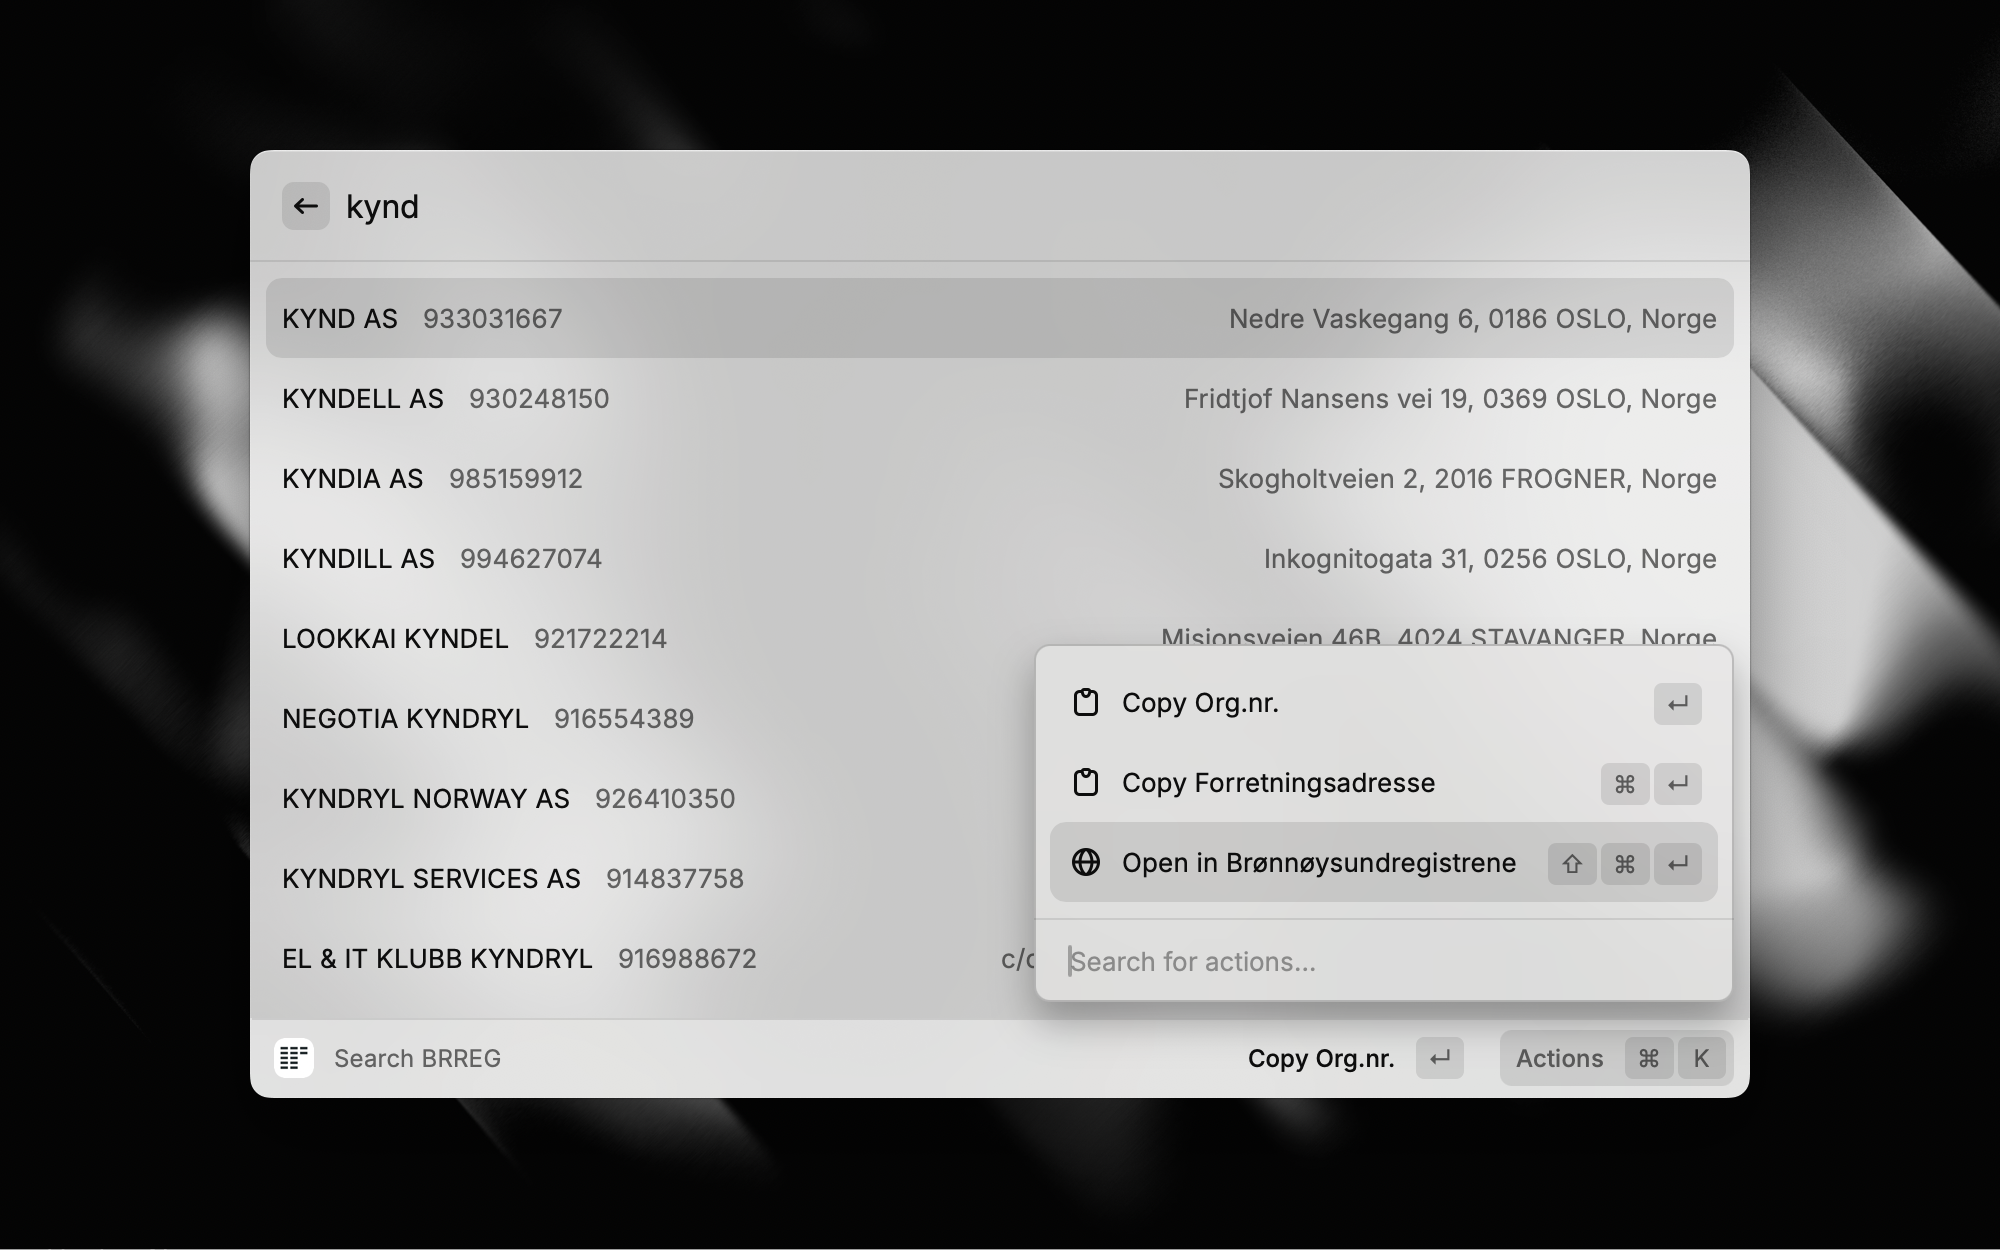 kynd
KYND AS 933031667 Nedre Vaskegang 6, 0186 OSLO, Norge
KYNDELL AS 930248150 Fridtjof Nansens vei 19, 0369 OSLO, Norge
KYNDIA AS 985159912 Skogholtveien 2, 2016 FROGNER, Norge
KYNDILL AS 994627074 Inkognitogata 31, 0256 OSLO, Norge
LOOKKAI KYNDEL 921722214 Misjonsveien 46B, 4024 STAVANGER, Norge
NEGOTIA KYNDRYL 916554389
KYNDRYL NORWAY AS 926410350
KYNDRYL SERVICES AS 914837758
EL & IT KLUBB KYNDRYL 916988672
Copy Org.nr. ↵
Copy Forretningsadresse ⌘ ↵
Open in Brønnøysundregistrene ⇧ ⌘ ↵
Search for actions...
Search BRREG Copy Org.nr. ↵ Actions ⌘ K